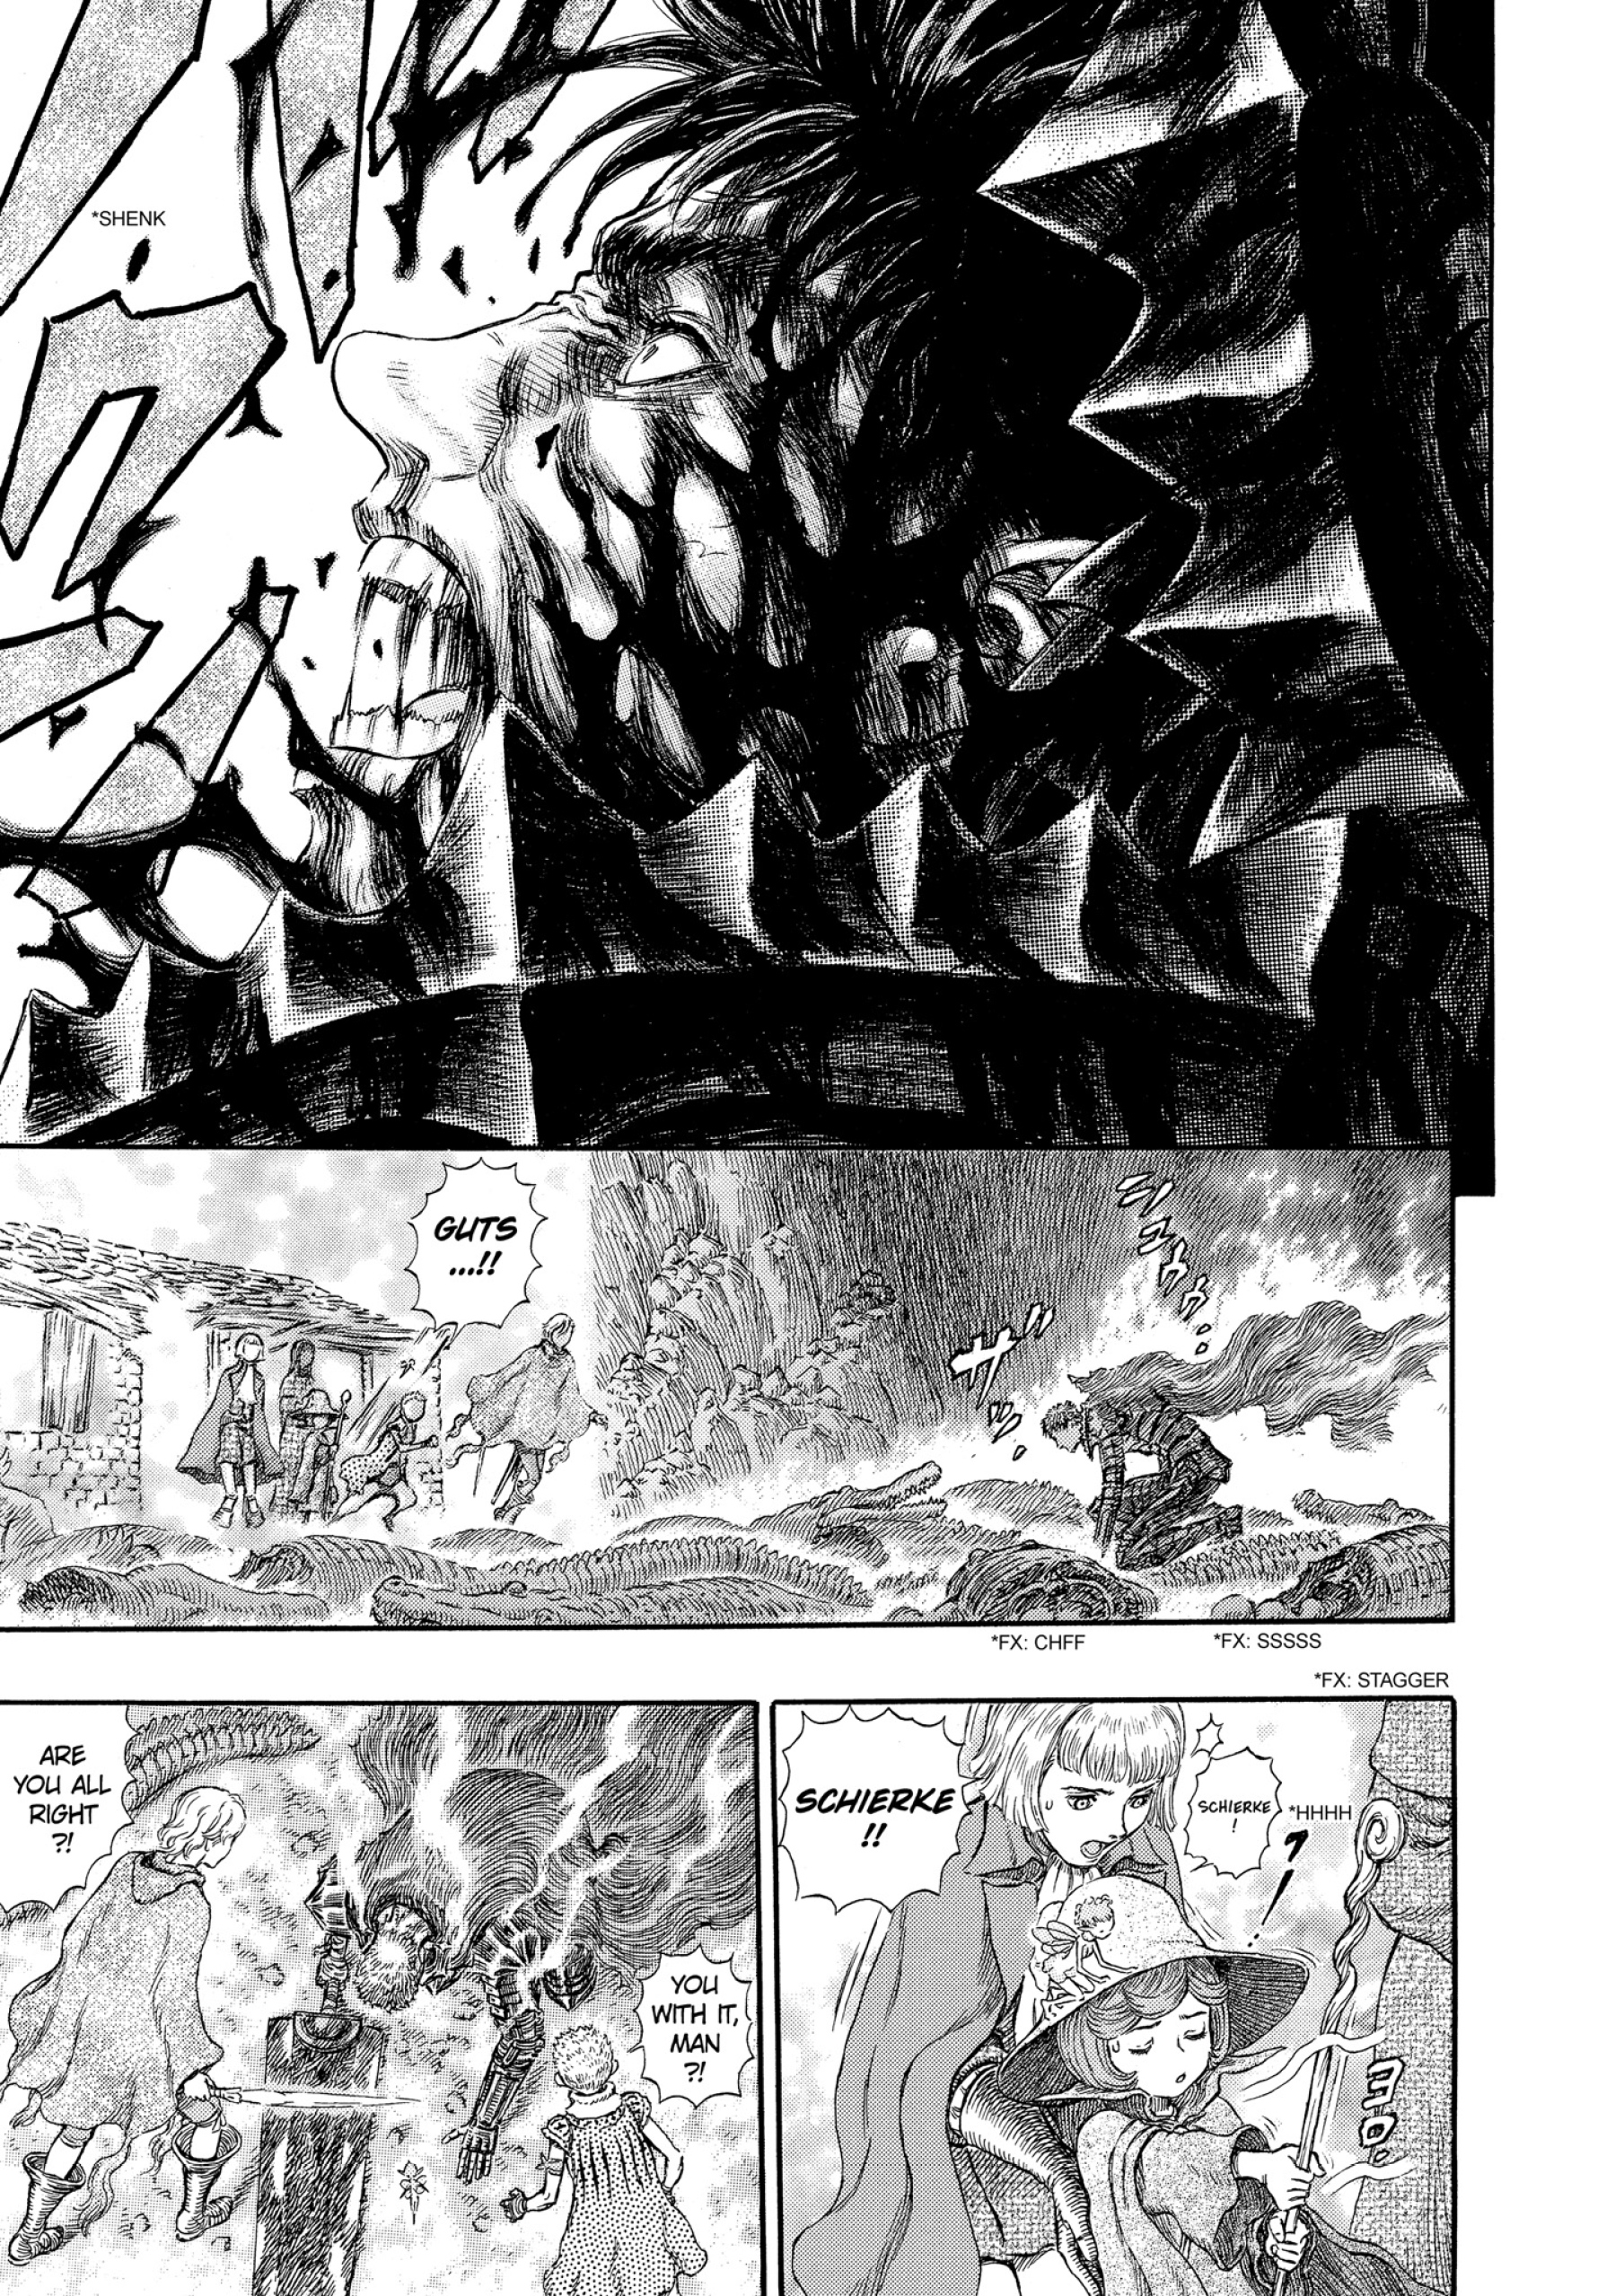 *SHENK
GUTS
...!!
*FX: CHFF
*FX: SSSSS
*FX: STAGGER
SCHIERKE
!
*HHHH
SCHIERKE
!!
ARE
YOU ALL
RIGHT
?!
YOU
WITH IT,
MAN
?!